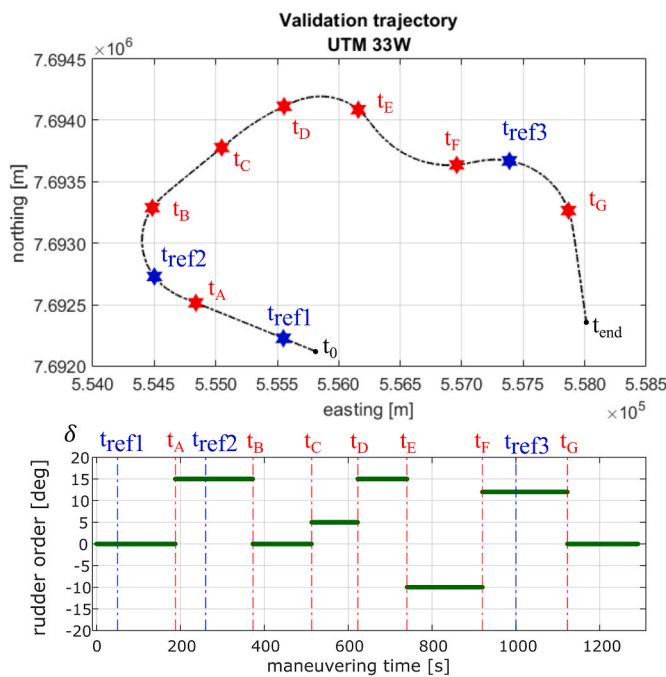 Validation trajectory
UTM 33W
×10⁶
7.6945
7.6940
7.6935
7.6930
7.6925
7.6920
northing [m]
t_E
t_D
t_C
t_F
t_ref3
t_B
t_G
t_ref2
t_A
t_ref1
t_0
t_end
5.540 5.545 5.550 5.555 5.560 5.565 5.570 5.575 5.580 5.585
easting [m]
×10⁵
δ
t_ref1 t_A t_ref2 t_B t_C t_D t_E t_F t_ref3 t_G
20
15
10
5
0
-5
-10
-15
-20
rudder order [deg]
0 200 400 600 800 1000 1200
maneuvering time [s]